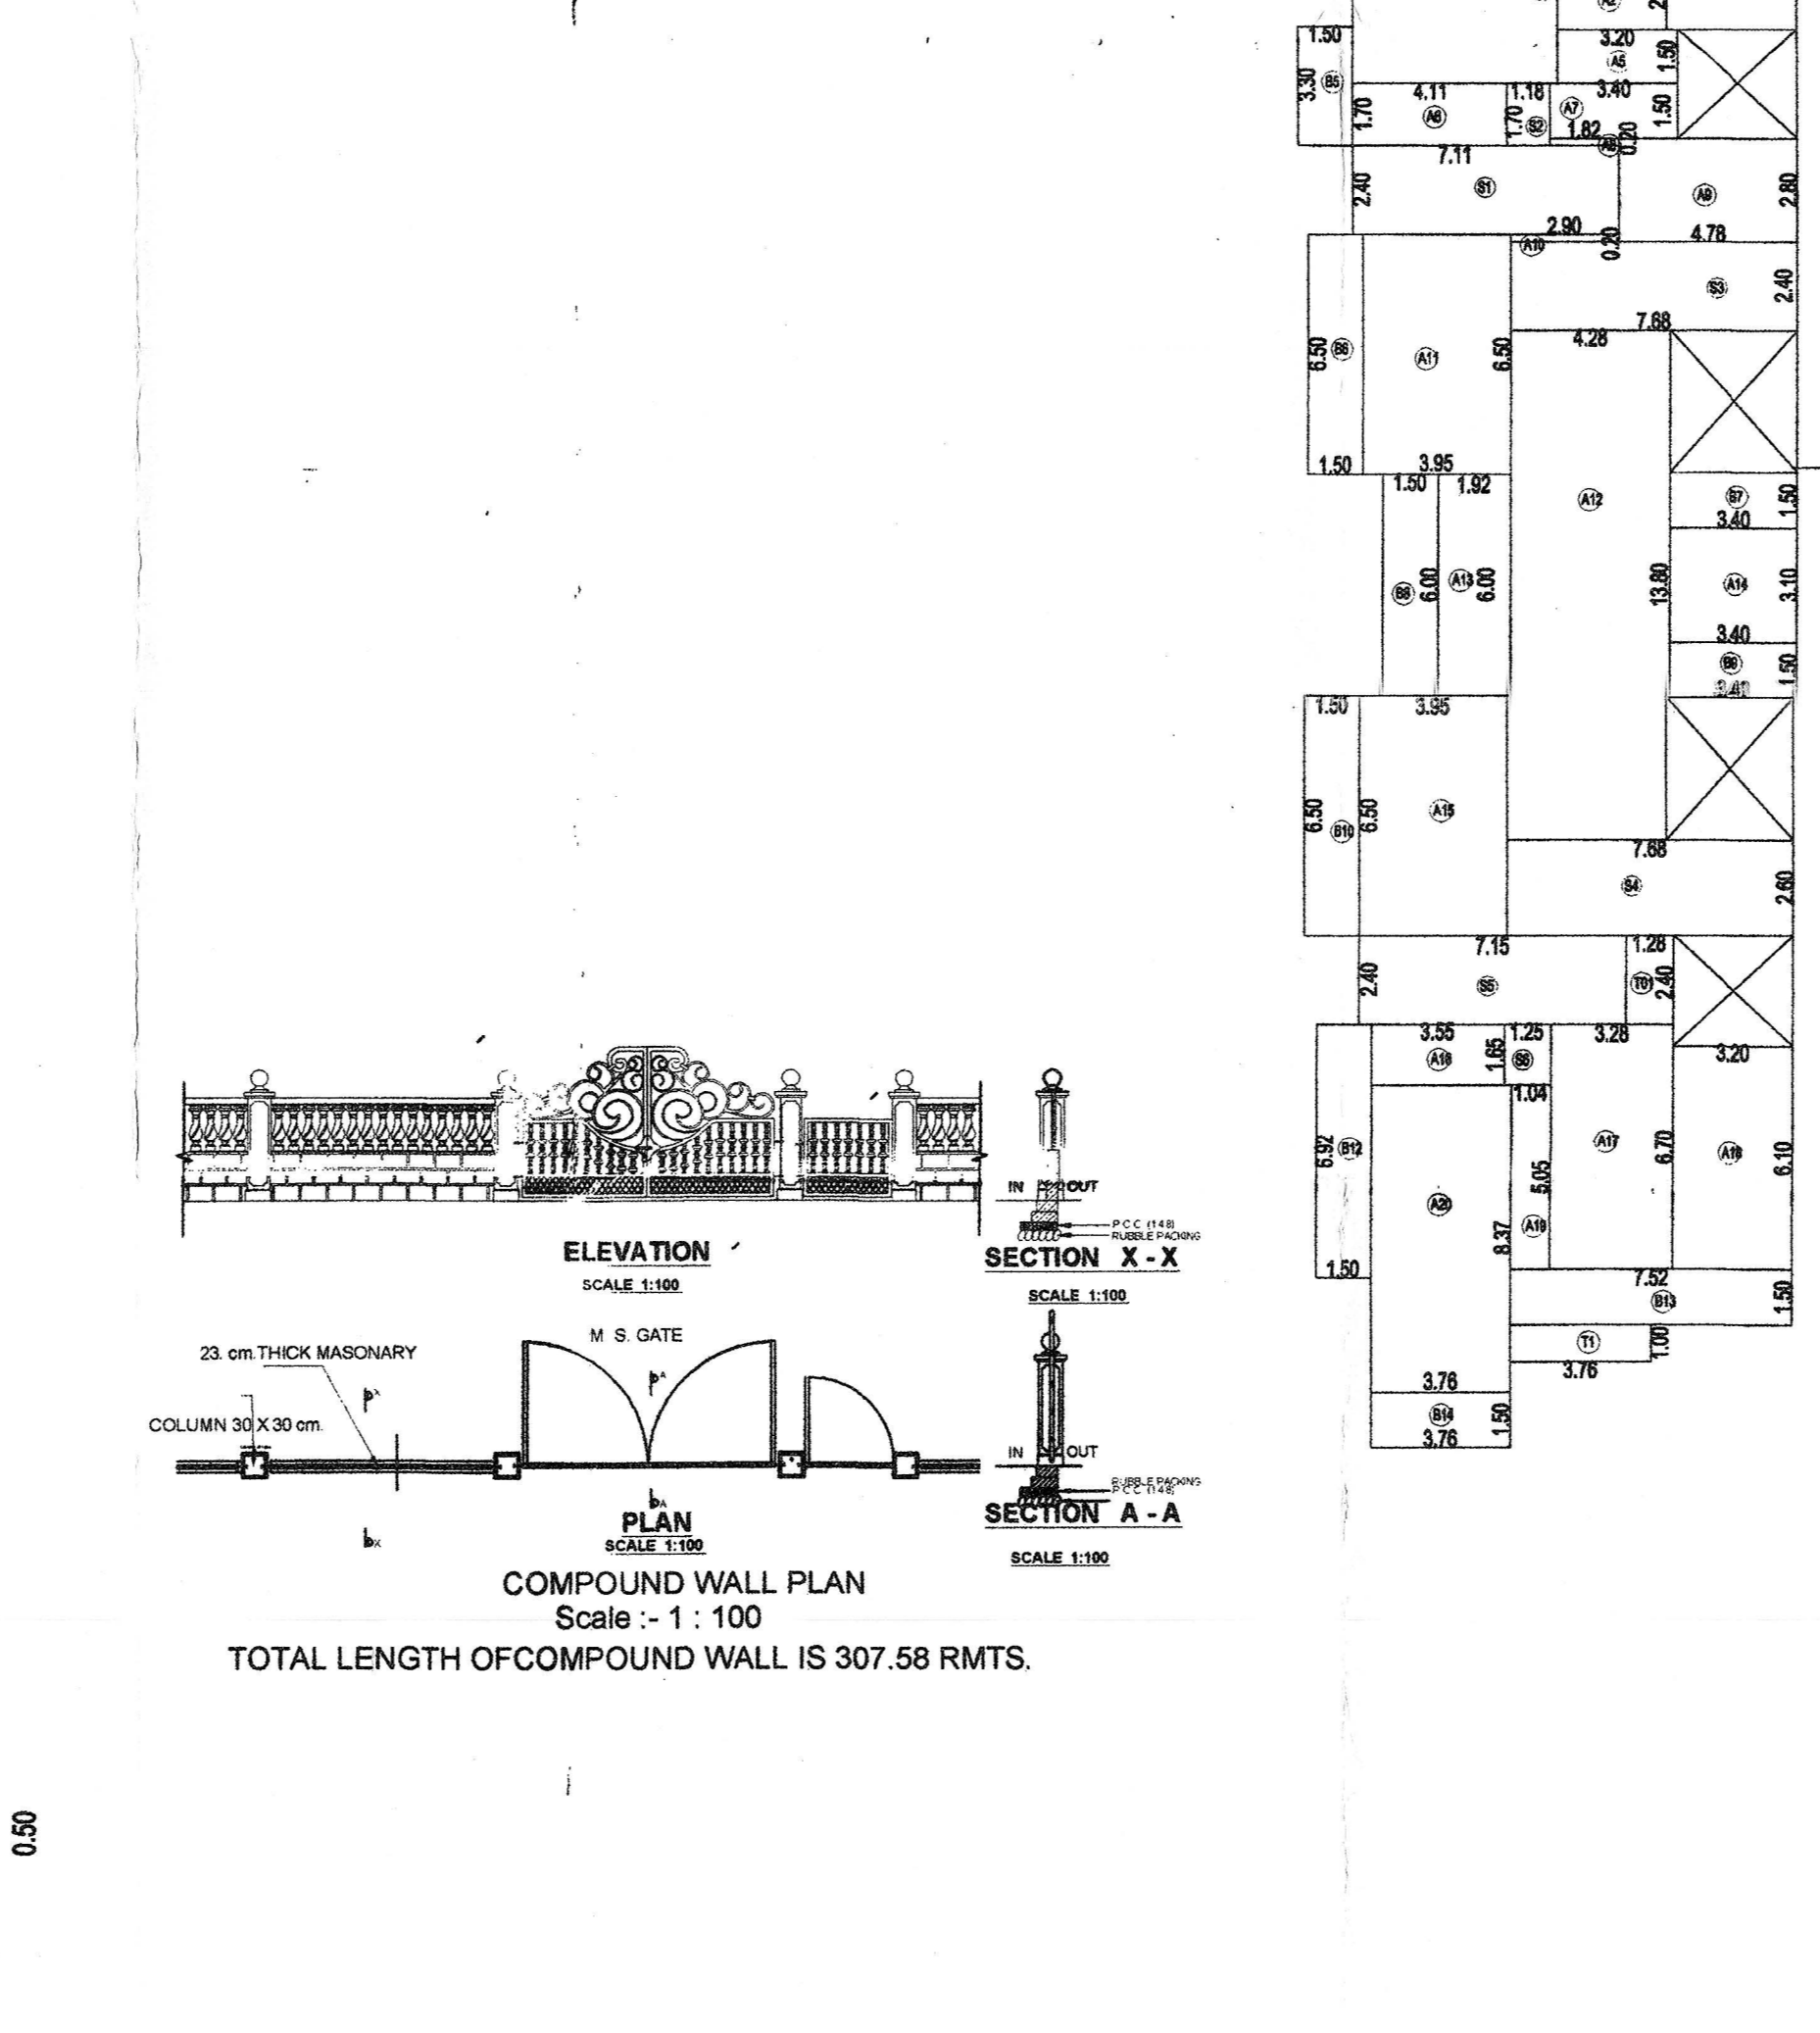 1.50
3.20
A5
1.50
3.30
B5
4.11
1.18
3.40
A7
1.50
1.70
A6
1.70
S2
1.82
0.20
7.11
2.40
S1
A9
2.80
2.90
0.20
4.78
A10
S3
2.40
7.68
4.28
6.50
B6
A11
6.50
1.50
3.95
1.50
1.92
A12
B7
1.50
3.40
B8
6.00
A13
6.00
13.80
A14
3.10
3.40
1.50
1.50
3.95
6.50
B10
6.50
A15
7.68
S4
2.60
7.15
1.28
2.40
S5
2.40
3.55
1.25
3.28
3.20
1.65
1.04
6.92
B12
A17
6.70
6.10
5.05
A20
A19
8.37
1.50
7.52
B13
1.50
T1
1.00
3.76
3.76
B14
1.50
3.76
IN
OUT
P.C.C (1:4:8)
RUBBLE PACKING
ELEVATION
SCALE 1:100
SECTION X - X
SCALE 1:100
M S. GATE
23. cm.THICK MASONARY
COLUMN 30 X 30 cm.
IN
OUT
RUBBLE PACKING
P.C.C (1:4:8)
PLAN
SCALE 1:100
SECTION A - A
SCALE 1:100
COMPOUND WALL PLAN
Scale :- 1 : 100
TOTAL LENGTH OFCOMPOUND WALL IS 307.58 RMTS.
0.50